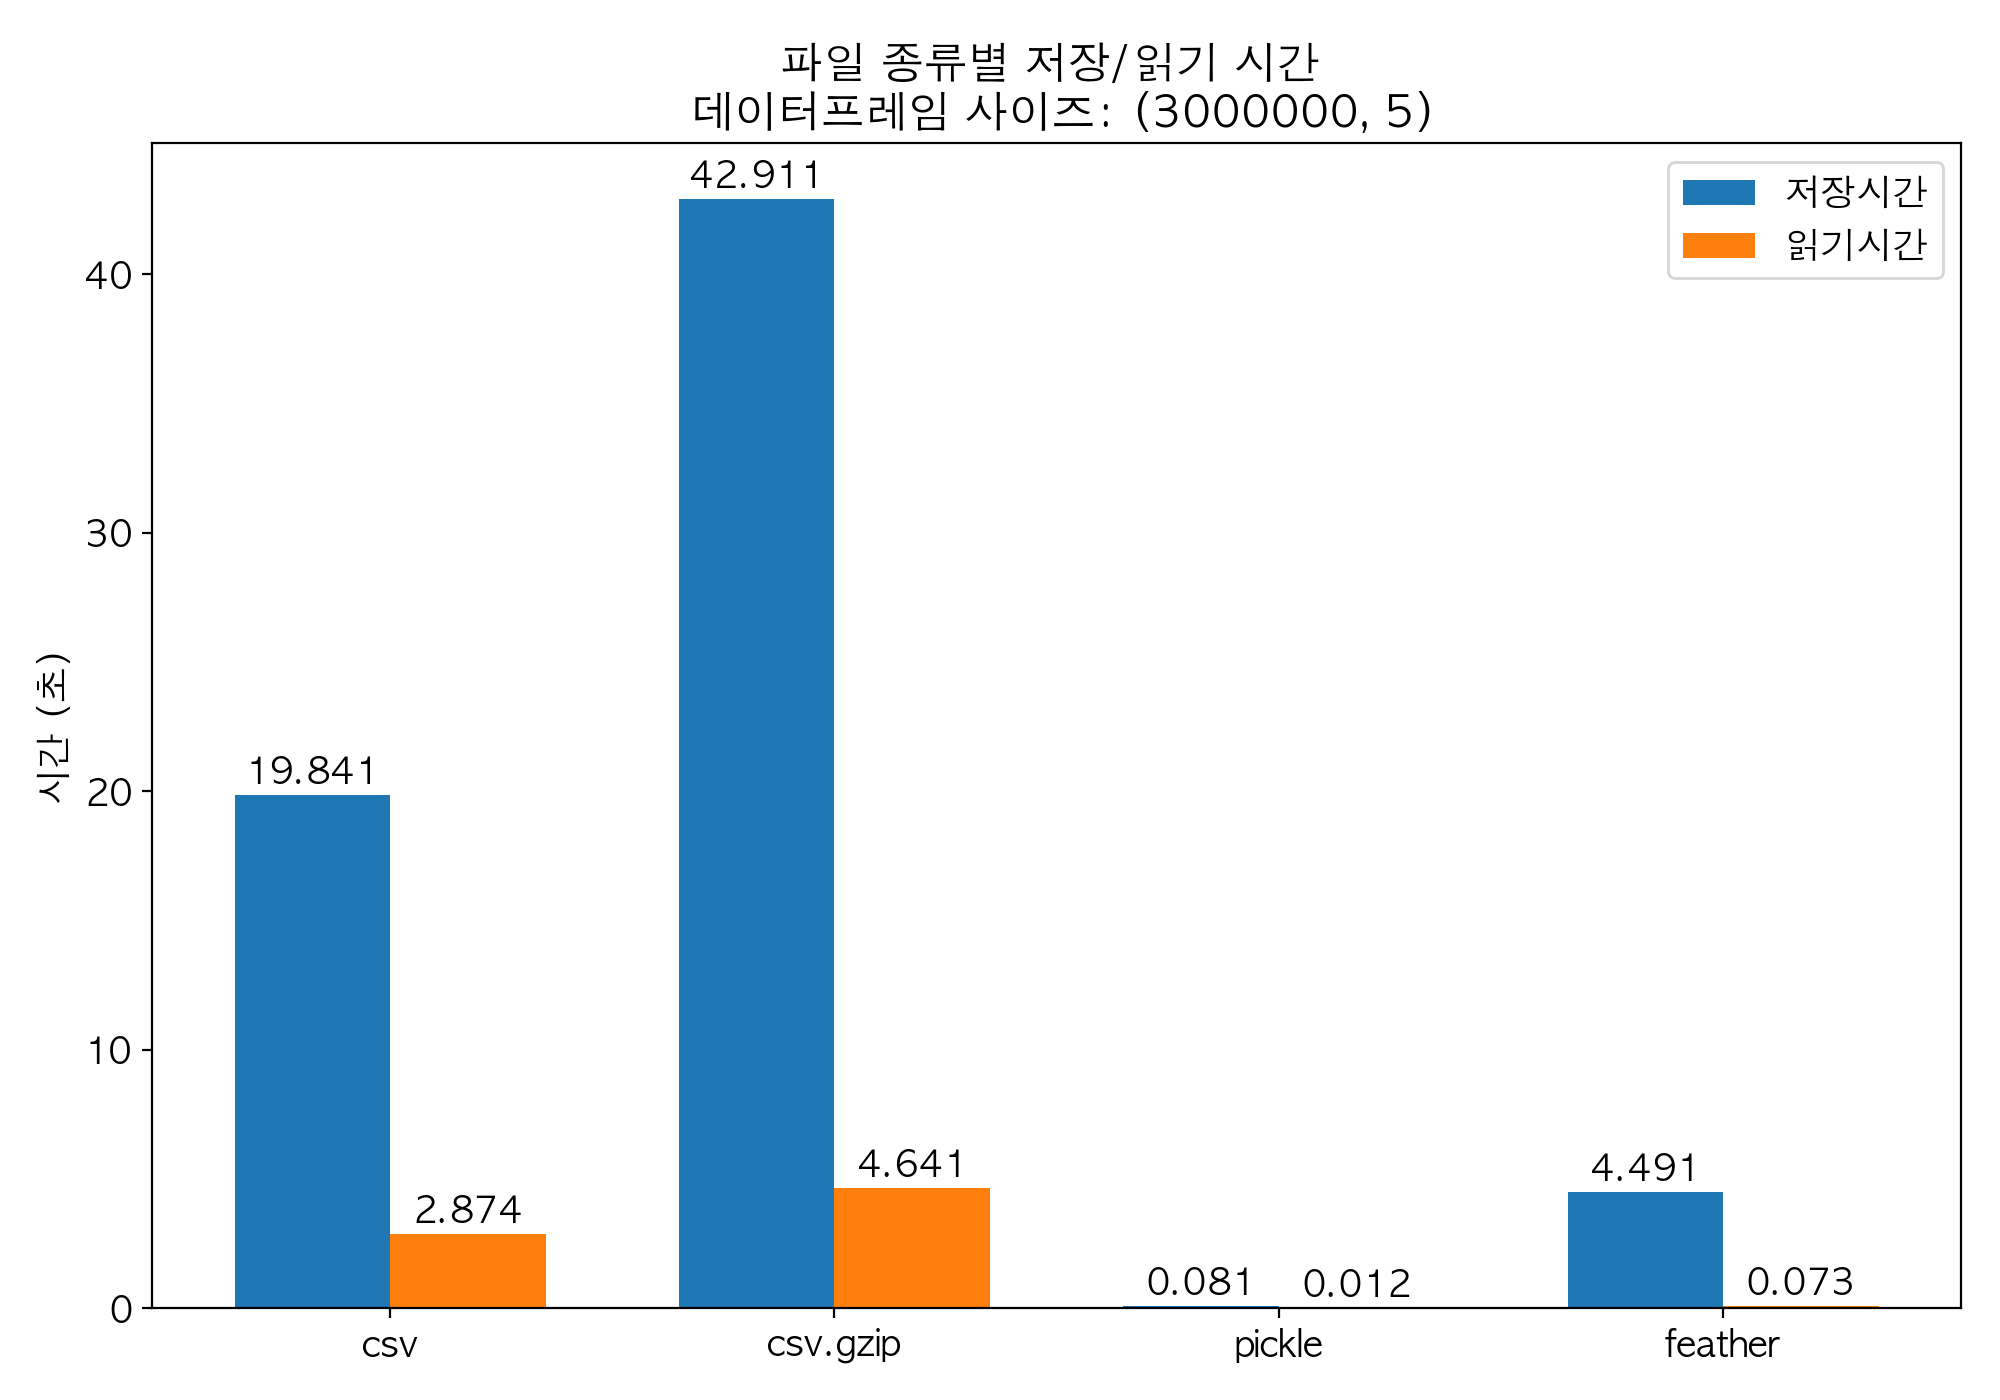 파일 종류별 저장/읽기 시간
데이터프레임 사이즈: (3000000, 5)
저장시간
읽기시간
시간 (초)
40
30
20
10
0
19.841
2.874
42.911
4.641
0.081
0.012
4.491
0.073
csv
csv.gzip
pickle
feather